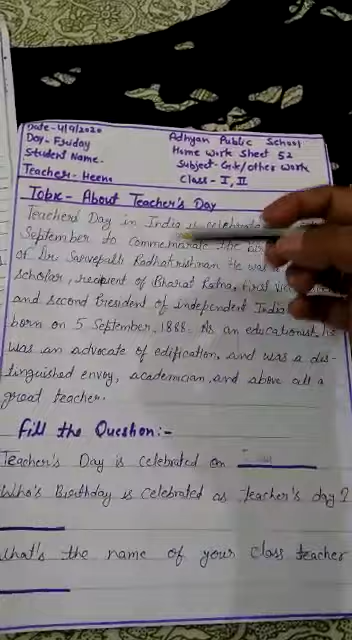 Date - 4/9/2020
Day - Friday
Student Name -
Teacher - Heena
Adhyan Public School
Home Work Sheet 52
Subject - G.K/other work
Class - I, II
Topic - About Teacher's Day
Teacherd Day in India is celebrate
September to commemarate the bir
of Dr. Sarvepalli Radhakrishnan. He was a
scholar, recipient of Bharat Ratna, first
and second President of independent India
born on 5 September, 1888. As an educationist, he
was an advocate of edification, and was a dis-
tinguished envoy, academician, and above all a
great teacher.
Fill the Question:-
Teacher's Day is celebrated on
Who's Birthday is celebrated as teacher's day?
what's the name of your class teacher